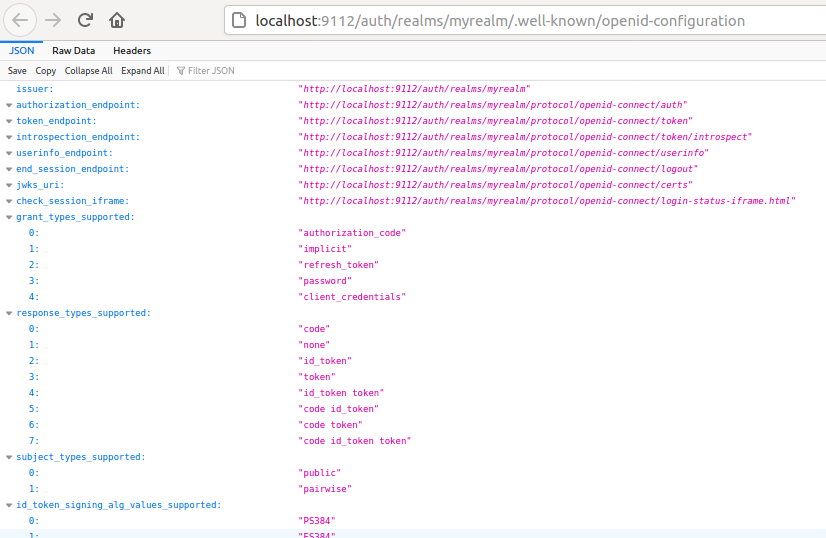 localhost:9112/auth/realms/myrealm/.well-known/openid-configuration
JSON Raw Data Headers
Save Copy Collapse All Expand All Filter JSON
issuer: "http://localhost:9112/auth/realms/myrealm"
authorization_endpoint: "http://localhost:9112/auth/realms/myrealm/protocol/openid-connect/auth"
token_endpoint: "http://localhost:9112/auth/realms/myrealm/protocol/openid-connect/token"
introspection_endpoint: "http://localhost:9112/auth/realms/myrealm/protocol/openid-connect/token/introspect"
userinfo_endpoint: "http://localhost:9112/auth/realms/myrealm/protocol/openid-connect/userinfo"
end_session_endpoint: "http://localhost:9112/auth/realms/myrealm/protocol/openid-connect/logout"
jwks_uri: "http://localhost:9112/auth/realms/myrealm/protocol/openid-connect/certs"
check_session_iframe: "http://localhost:9112/auth/realms/myrealm/protocol/openid-connect/login-status-iframe.html"
grant_types_supported:
0: "authorization_code"
1: "implicit"
2: "refresh_token"
3: "password"
4: "client_credentials"
response_types_supported:
0: "code"
1: "none"
2: "id_token"
3: "token"
4: "id_token token"
5: "code id_token"
6: "code token"
7: "code id_token token"
subject_types_supported:
0: "public"
1: "pairwise"
id_token_signing_alg_values_supported:
0: "PS384"
1: "ES384"